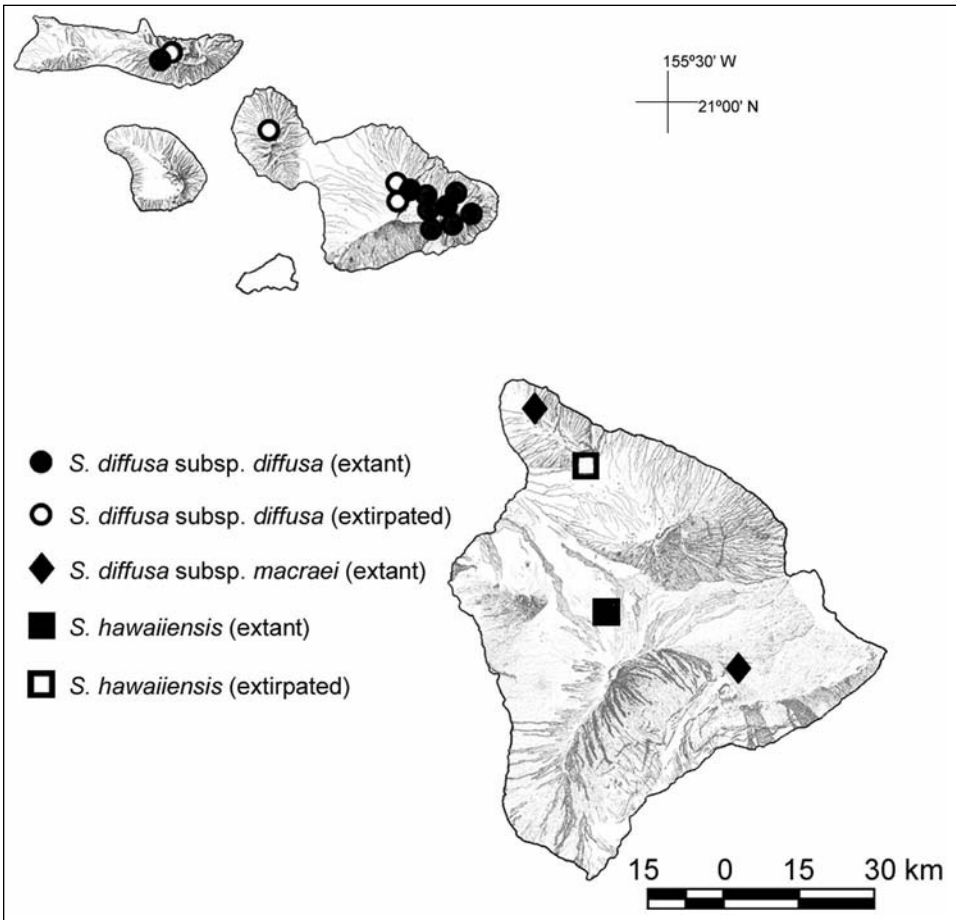 155º30' W
21º00' N
S. diffusa subsp. diffusa (extant)
S. diffusa subsp. diffusa (extirpated)
S. diffusa subsp. macraei (extant)
S. hawaiiensis (extant)
S. hawaiiensis (extirpated)
15 0 15 30 km